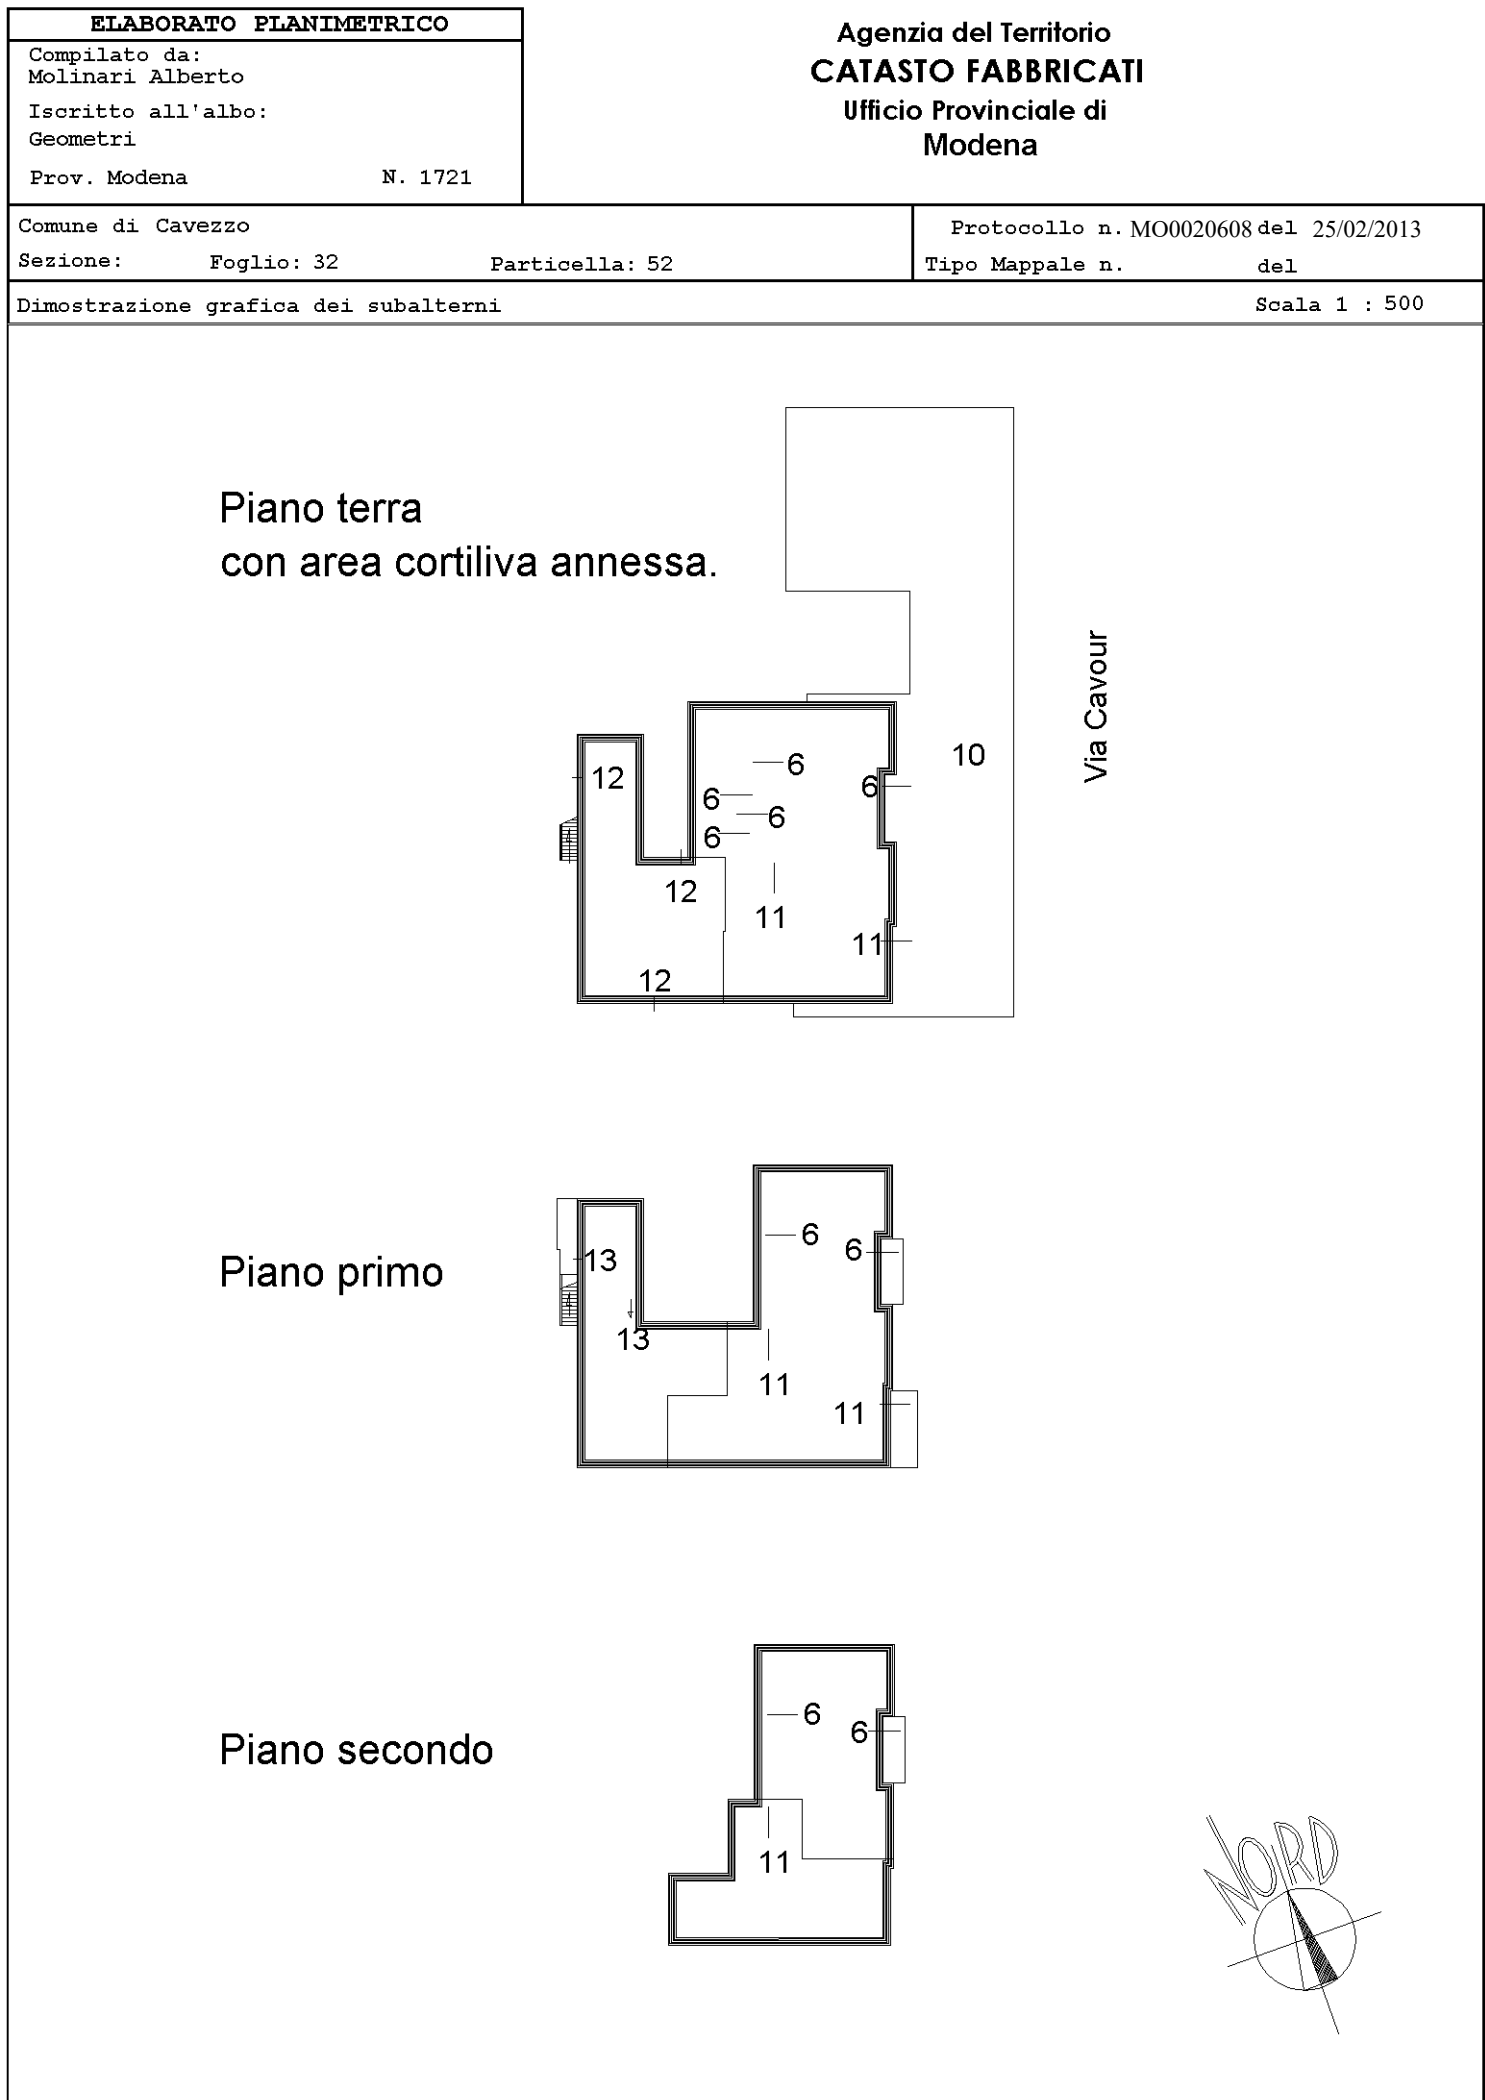 ELABORATO PLANIMETRICO
Compilato da:
Molinari Alberto
Iscritto all'albo:
Geometri
Prov. Modena N. 1721
Agenzia del Territorio
CATASTO FABBRICATI
Ufficio Provinciale di
Modena
Comune di Cavezzo
Sezione: Foglio: 32 Particella: 52
Protocollo n. MO0020608 del 25/02/2013
Tipo Mappale n. del
Dimostrazione grafica dei subalterni Scala 1 : 500
Piano terra
con area cortiliva annessa.
Via Cavour
10
6
12
6
6
6
6
12
11
11
12
Piano primo
6
6
13
13
11
11
Piano secondo
6
6
11
NORD